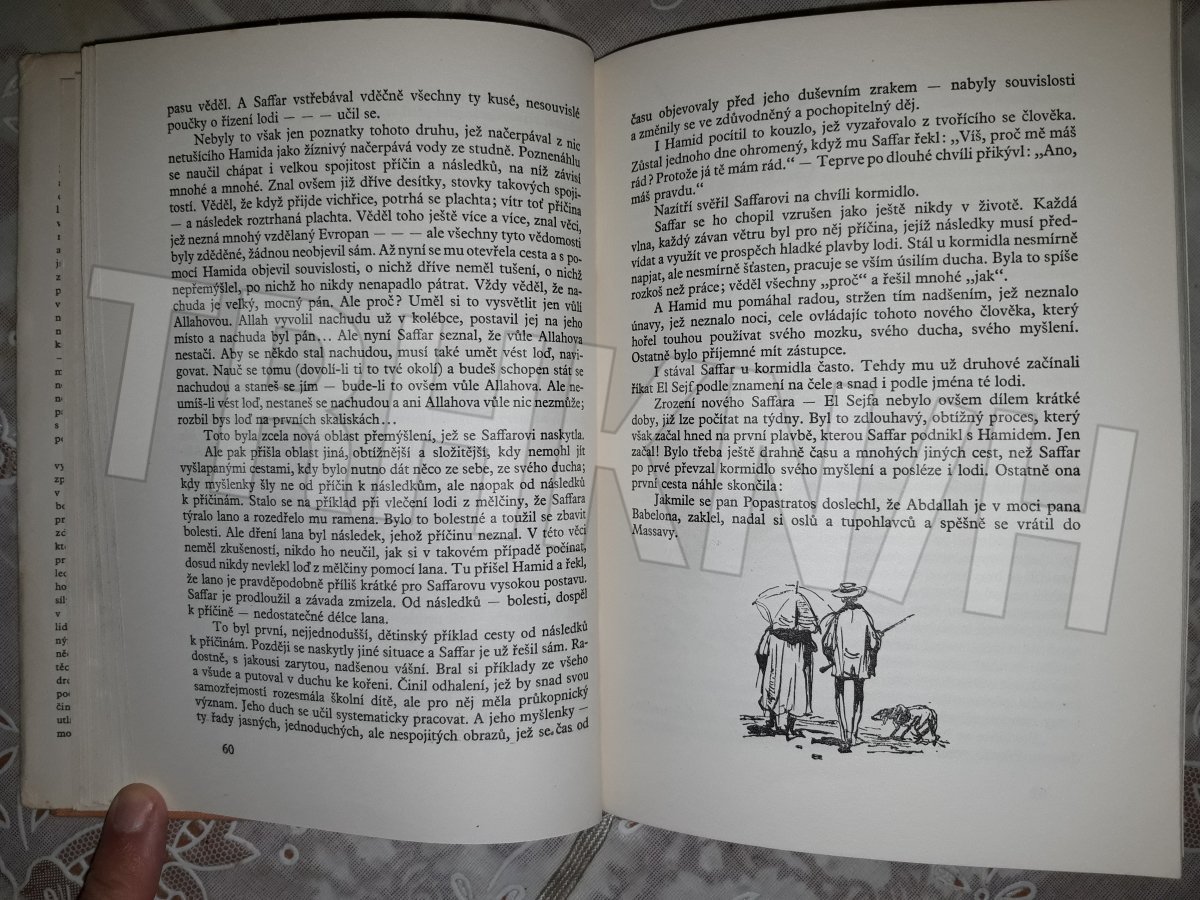 pasu věděl. A Saffar vstřebával vděčně všechny ty kusé, nesouvislé
poučky o řízení lodi — — — učil se.
Nebyly to však jen poznatky tohoto druhu, jež načerpával z nic
netušícího Hamida jako žíznivý načerpává vody ze studně. Poznenáhlu
se naučil chápat i velkou spojitost příčin a následků, na níž závisí
mnohé a mnohé. Znal ovšem již dříve desítky, stovky takových spoji-
tostí. Věděl, že když přijde vichřice, potrhá se plachta; vítr toť příčina
— a následek roztrhaná plachta. Věděl toho ještě více a více, znal věci,
jež nezná mnohý vzdělaný Evropan — — — ale všechny tyto vědomosti
byly zděděné, žádnou neobjevil sám. Až nyní se mu otevřela cesta a s po-
mocí Hamida objevil souvislosti, o nichž dříve neměl tušení, o nichž
nepřemýšlel, po nichž ho nikdy nenapadlo pátrat. Vždy věděl, že na-
chuda je velký, mocný pán. Ale proč? Uměl si to vysvětlit jen vůlí
Allahovou. Allah vyvolil nachudu už v kolébce, postavil jej na jeho
místo a nachuda byl pán... Ale nyní Saffar seznal, že vůle Allahova
nestačí. Aby se někdo stal nachudou, musí také umět vést loď, navi-
govat. Nauč se tomu (dovolí-li ti to tvé okolí) a budeš schopen stát se
nachudou a staneš se jím — bude-li to ovšem vůle Allahova. Ale ne-
umíš-li vést loď, nestaneš se nachudou a ani Allahova vůle nic nezmůže;
rozbil bys loď na prvních skaliskách...
Toto byla zcela nová oblast přemýšlení, jež se Saffarovi naskytla.
Ale pak přišla oblast jiná, obtížnější a složitější, kdy nemohl jít
vyšlapanými cestami, kdy bylo nutno dát něco ze sebe, ze svého ducha;
kdy myšlenky šly ne od příčin k následkům, ale naopak od následků
k příčinám. Stalo se na příklad při vlečení lodi z mělčiny, že Saffara
týralo lano a rozedřelo mu ramena. Bylo to bolestné a toužil se zbavit
bolesti. Ale dření lana byl následek, jehož příčinu neznal. V této věci
neměl zkušeností, nikdo ho neučil, jak si v takovém případě počínat,
dosud nikdy nevlekl loď z mělčiny pomocí lana. Tu přišel Hamid a řekl,
že lano je pravděpodobně příliš krátké pro Saffarovu vysokou postavu.
Saffar je prodloužil a závada zmizela. Od následků — bolesti, dospěl
k příčině — nedostatečné délce lana.
To byl první, nejjednodušší, dětinský příklad cesty od následků
k příčinám. Později se naskytly jiné situace a Saffar je už řešil sám. Ra-
dostně, s jakousi zarytou, nadšenou vášní. Bral si příklady ze všeho
a všude a putoval v duchu ke kořeni. Činil odhalení, jež by snad svou
samozřejmostí rozesmála školní dítě, ale pro něj měla průkopnický
význam. Jeho duch se učil systematicky pracovat. A jeho myšlenky —
ty řady jasných, jednoduchých, ale nespojitých obrazů, jež se čas od
60
času objevovaly před jeho duševním zrakem — nabyly souvislosti
a změnily se ve zdůvodněný a pochopitelný děj.
I Hamid pocítil to kouzlo, jež vyzařovalo z tvořícího se člověka.
Zůstal jednoho dne ohromený, když mu Saffar řekl: „Víš, proč mě máš
rád? Protože já tě mám rád.“ — Teprve po dlouhé chvíli přikývl: „Ano,
máš pravdu.“
Nazítří svěřil Saffarovi na chvíli kormidlo.
Saffar se ho chopil vzrušen jako ještě nikdy v životě. Každá
vlna, každý závan větru byl pro něj příčina, jejíž následky musí před-
vídat a využít ve prospěch hladké plavby lodi. Stál u kormidla nesmírně
napjat, ale nesmírně šťasten, pracuje se vším úsilím ducha. Byla to spíše
rozkoš než práce; věděl všechny „proč“ a řešil mnohé „jak“.
A Hamid mu pomáhal radou, stržen tím nadšením, jež neznalo
únavy, jež neznalo noci, cele ovládajíc tohoto nového člověka, který
hořel touhou používat svého mozku, svého ducha, svého myšlení.
Ostatně bylo příjemné mít zástupce.
I stával Saffar u kormidla často. Tehdy mu už druhové začínali
říkat El Sejf podle znamení na čele a snad i podle jména té lodi.
Zrození nového Saffara — El Sejfa nebylo ovšem dílem krátké
doby, již lze počítat na týdny. Byl to zdlouhavý, obtížný proces, který
však začal hned na první plavbě, kterou Saffar podnikl s Hamidem. Jen
začal! Bylo třeba ještě drahně času a mnohých jiných cest, než Saffar
po prvé převzal kormidlo svého myšlení a posléze i lodi. Ostatně ona
první cesta náhle skončila:
Jakmile se pan Popastratos doslechl, že Abdallah je v moci pana
Babelona, zaklel, nadal si oslů a tupohlavců a spěšně se vrátil do
Massavy.